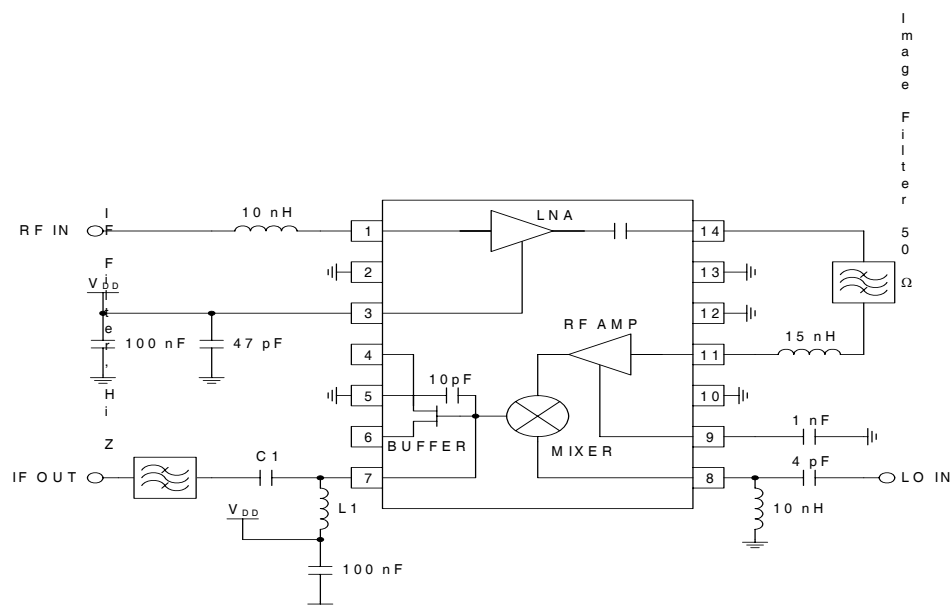 Image Filter, 50 Ω
10 nH
LNA
RF IN
1
14
IF Filter, Hi Z
2
13
VDD
3
12
RF AMP
100 nF
47 pF
4
11
15 nH
10pF
5
10
1 nF
6
BUFFER
MIXER
9
C1
4 pF
IF OUT
7
8
LO IN
L1
10 nH
VDD
100 nF